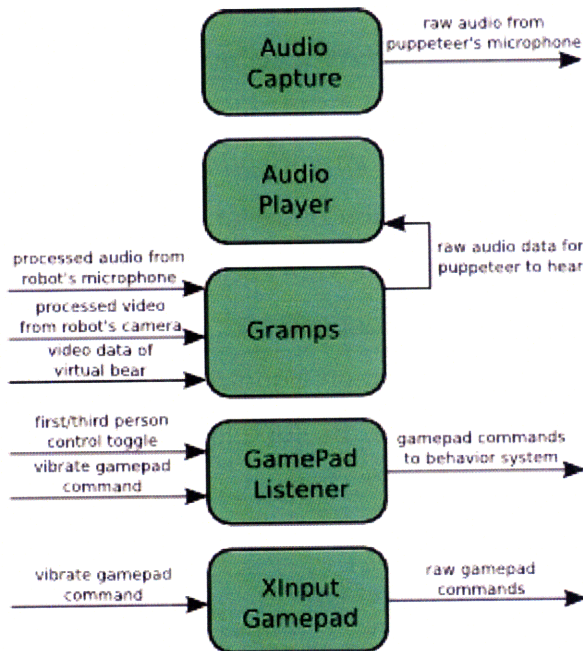 Audio
Capture
raw audio from
puppeteer's microphone
Audio
Player
raw audio data for
puppeteer to hear
processed audio from
robot's microphone
processed video
from robot's camera
video data of
virtual bear
Gramps
first/third person
control toggle
vibrate gamepad
command
GamePad
Listener
gamepad commands
to behavior system
vibrate gamepad
command
XInput
Gamepad
raw gamepad
commands